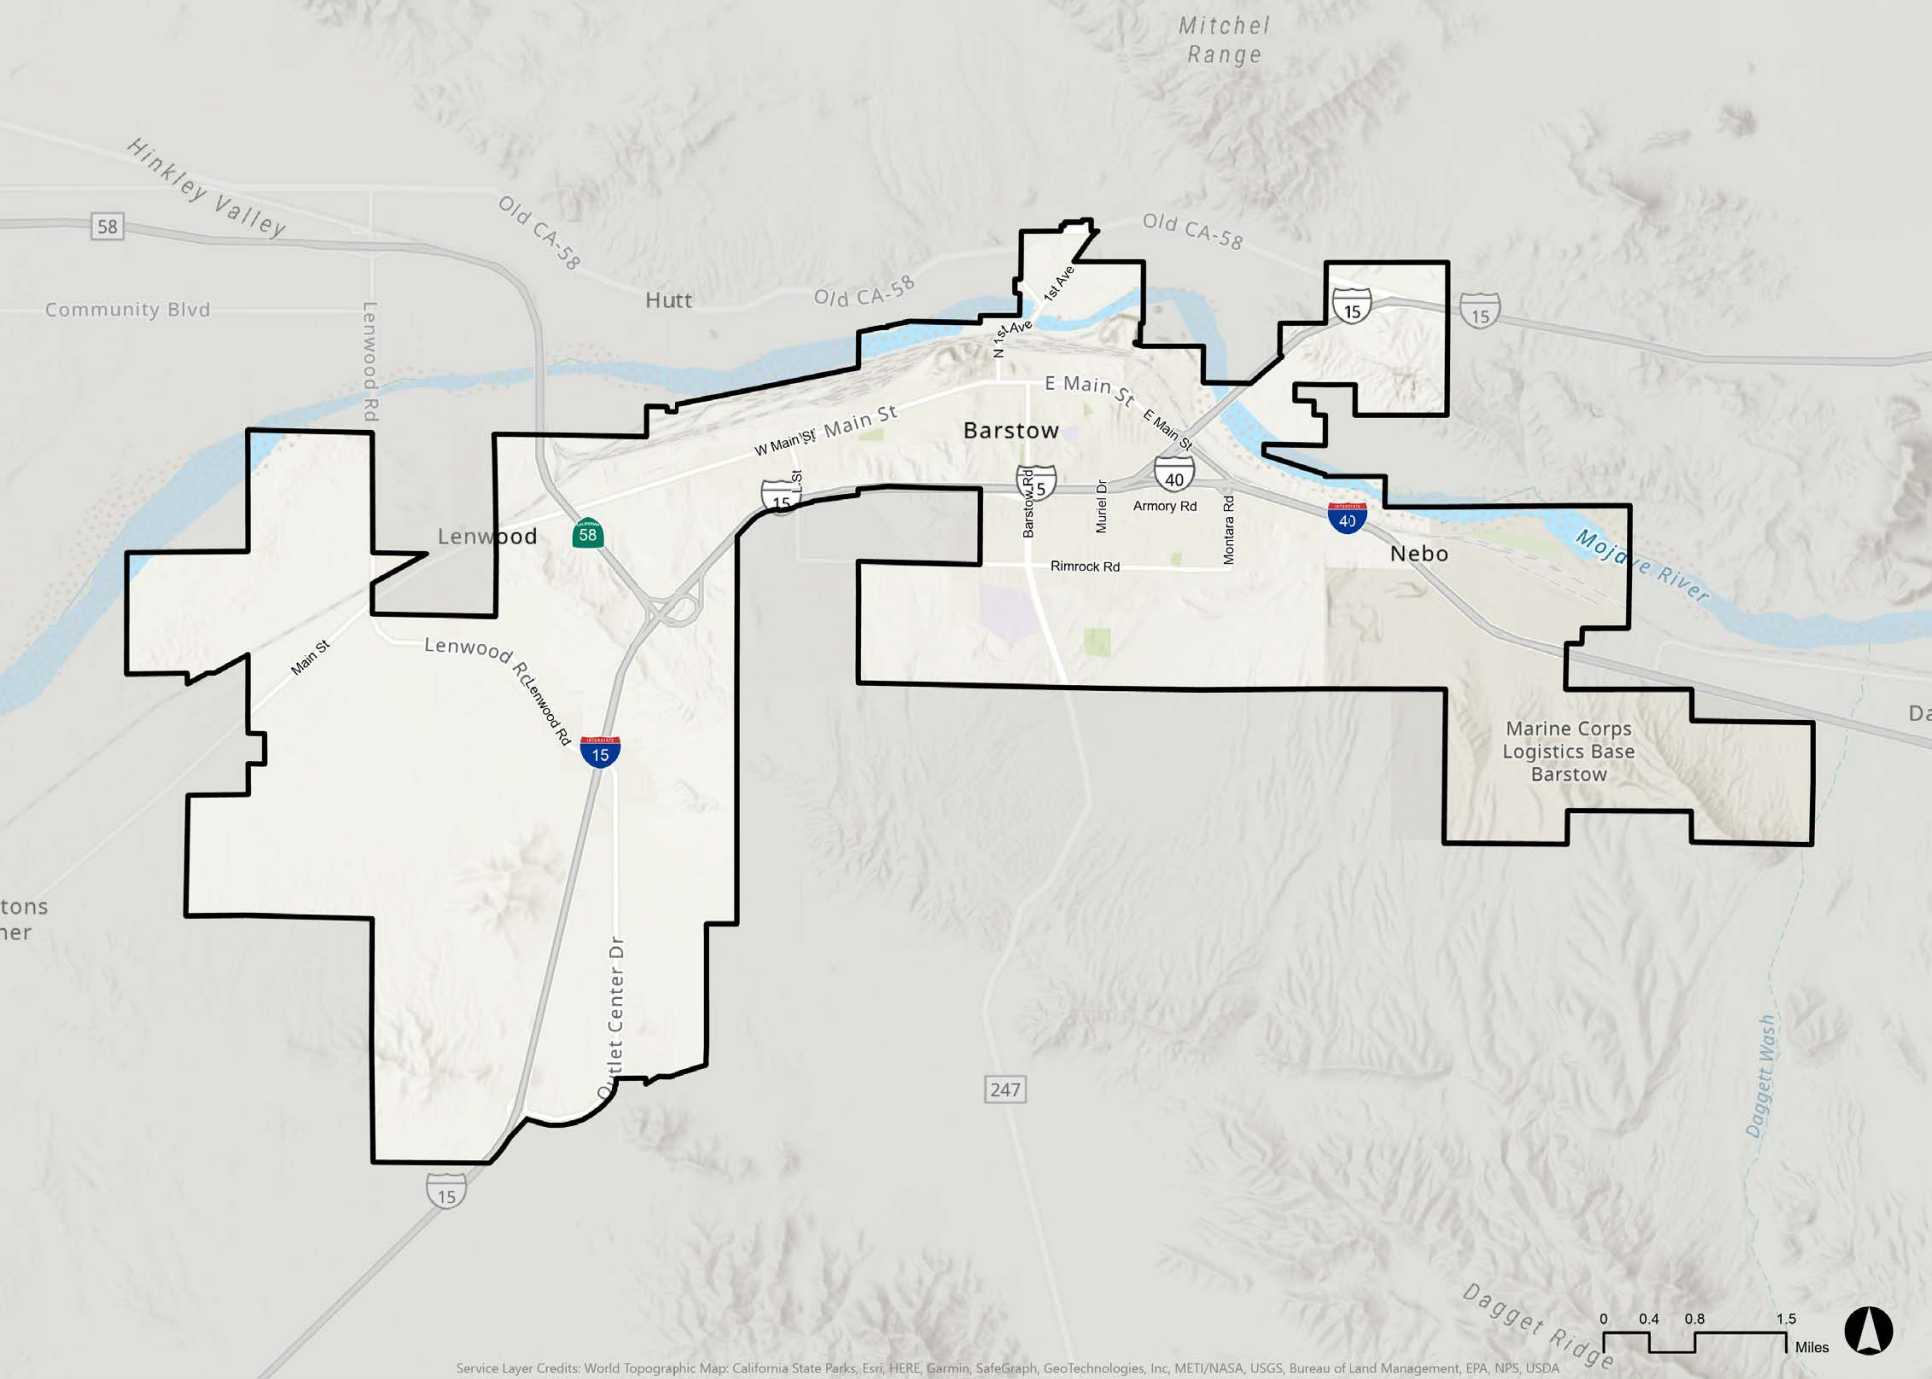 Mitchel
Range
Hinkley Valley
58
Old CA-58
Old CA-58
Old CA-58
Hutt
Community Blvd
Lenwood Rd
1st Ave
N 1st Ave
15
15
E Main St
E Main St
Main St
W Main St
Barstow
L St
15
Barstow Rd
5
Muriel Dr
40
Armory Rd
Montara Rd
40
Nebo
Mojave River
Lenwood
58
Rimrock Rd
Main St
Lenwood Rd
Lenwood Rd
15
Marine Corps
Logistics Base
Barstow
Da
tons
ner
Outlet Center Dr
247
Daggett Wash
15
Dagget Ridge
0 0.4 0.8 1.5
Miles
Service Layer Credits: World Topographic Map: California State Parks, Esri, HERE, Garmin, SafeGraph, GeoTechnologies, Inc, METI/NASA, USGS, Bureau of Land Management, EPA, NPS, USDA